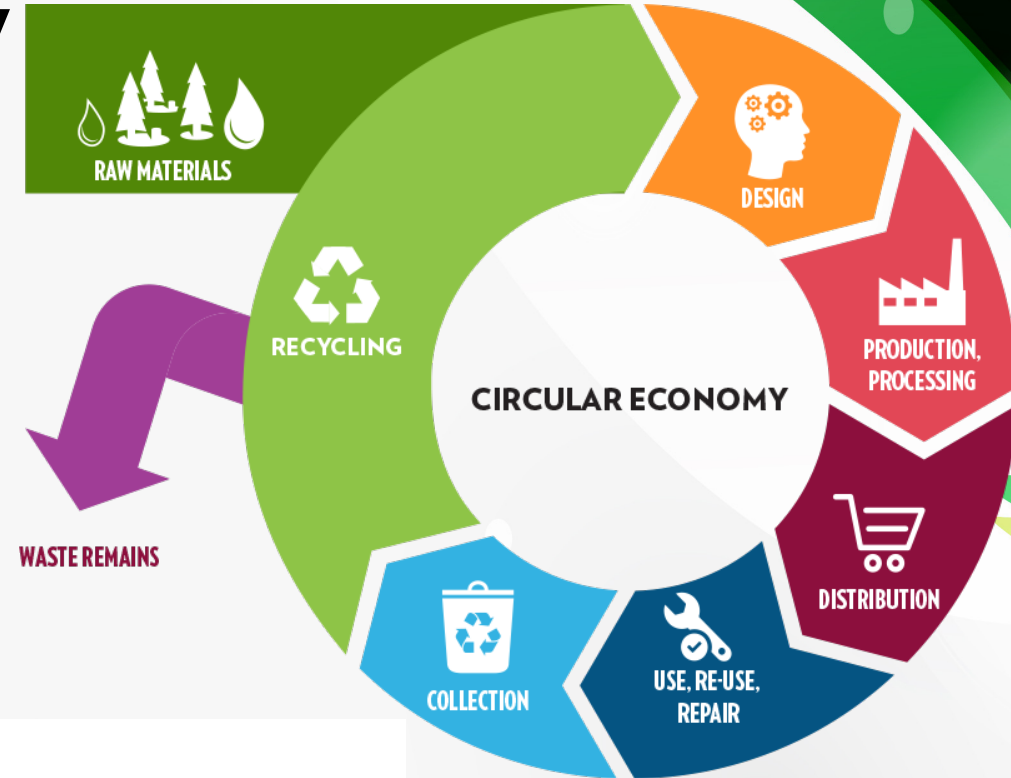 RAW MATERIALS
DESIGN
RECYCLING
PRODUCTION,
PROCESSING
CIRCULAR ECONOMY
WASTE REMAINS
DISTRIBUTION
USE, RE-USE,
REPAIR
COLLECTION